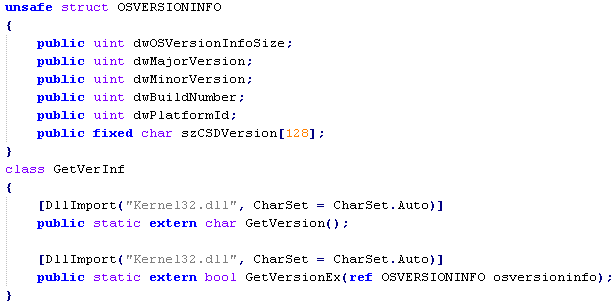 unsafe struct OSVERSIONINFO
{
    public uint dwOSVersionInfoSize;
    public uint dwMajorVersion;
    public uint dwMinorVersion;
    public uint dwBuildNumber;
    public uint dwPlatformId;
    public fixed char szCSDVersion[128];
}
class GetVerInf
{
    [DllImport("Kernel32.dll", CharSet = CharSet.Auto)]
    public static extern char GetVersion();

    [DllImport("Kernel32.dll", CharSet = CharSet.Auto)]
    public static extern bool GetVersionEx(ref OSVERSIONINFO osversioninfo);
}